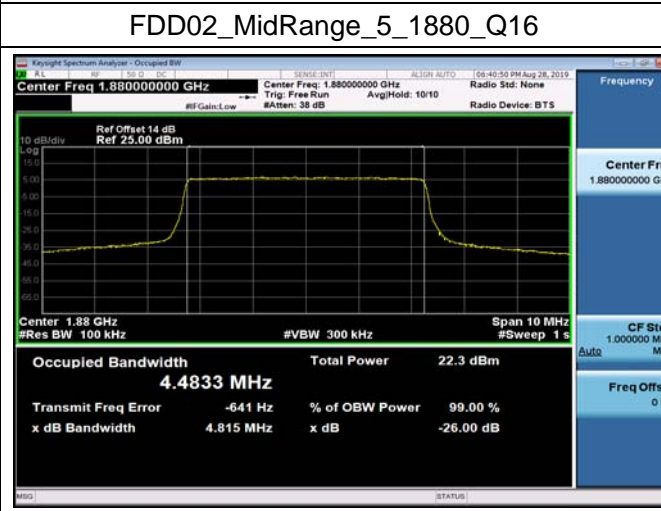 FDD02_MidRange_5_1880_Q16
Keysight Spectrum Analyzer - Occupied BW
RL RF 50 Ω DC SENSE:INT ALIGN AUTO 06:40:50 PM Aug 28, 2019
Center Freq 1.880000000 GHz
Center Freq: 1.880000000 GHz
Radio Std: None
Trig: Free Run Avg|Hold: 10/10
#IFGain:Low #Atten: 38 dB Radio Device: BTS
Frequency
Ref Offset 14 dB
10 dB/div Ref 25.00 dBm
Log
15.0
5.00
-5.00
-15.0
-25.0
-35.0
-45.0
-55.0
-65.0
Center Fr
1.880000000 G
Center 1.88 GHz Span 10 MHz
#Res BW 100 kHz #VBW 300 kHz #Sweep 1 s
CF St
1.000000 M
Auto M
Occupied Bandwidth Total Power 22.3 dBm
4.4833 MHz
Freq Offs
0
Transmit Freq Error -641 Hz % of OBW Power 99.00 %
x dB Bandwidth 4.815 MHz x dB -26.00 dB
MSG STATUS